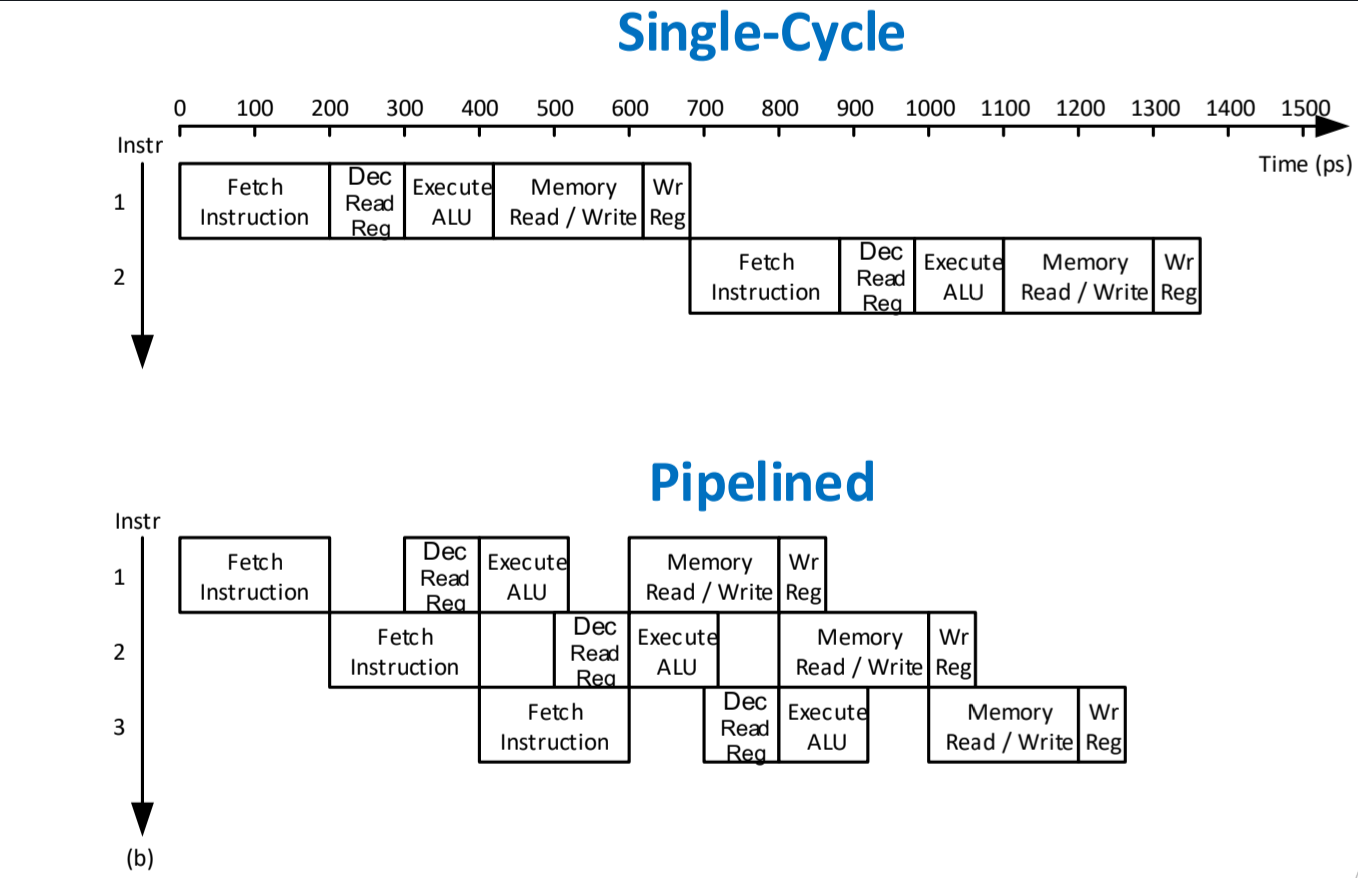 Single-Cycle
0 100 200 300 400 500 600 700 800 900 1000 1100 1200 1300 1400 1500
Instr
Time (ps)
1
Fetch
Instruction
Dec
Read
Reg
Execute
ALU
Memory
Read / Write
Wr
Reg
2
Fetch
Instruction
Dec
Read
Reg
Execute
ALU
Memory
Read / Write
Wr
Reg
Pipelined
Instr
1
Fetch
Instruction
Dec
Read
Reg
Execute
ALU
Memory
Read / Write
Wr
Reg
2
Fetch
Instruction
Dec
Read
Reg
Execute
ALU
Memory
Read / Write
Wr
Reg
3
Fetch
Instruction
Dec
Read
Reg
Execute
ALU
Memory
Read / Write
Wr
Reg
(b)